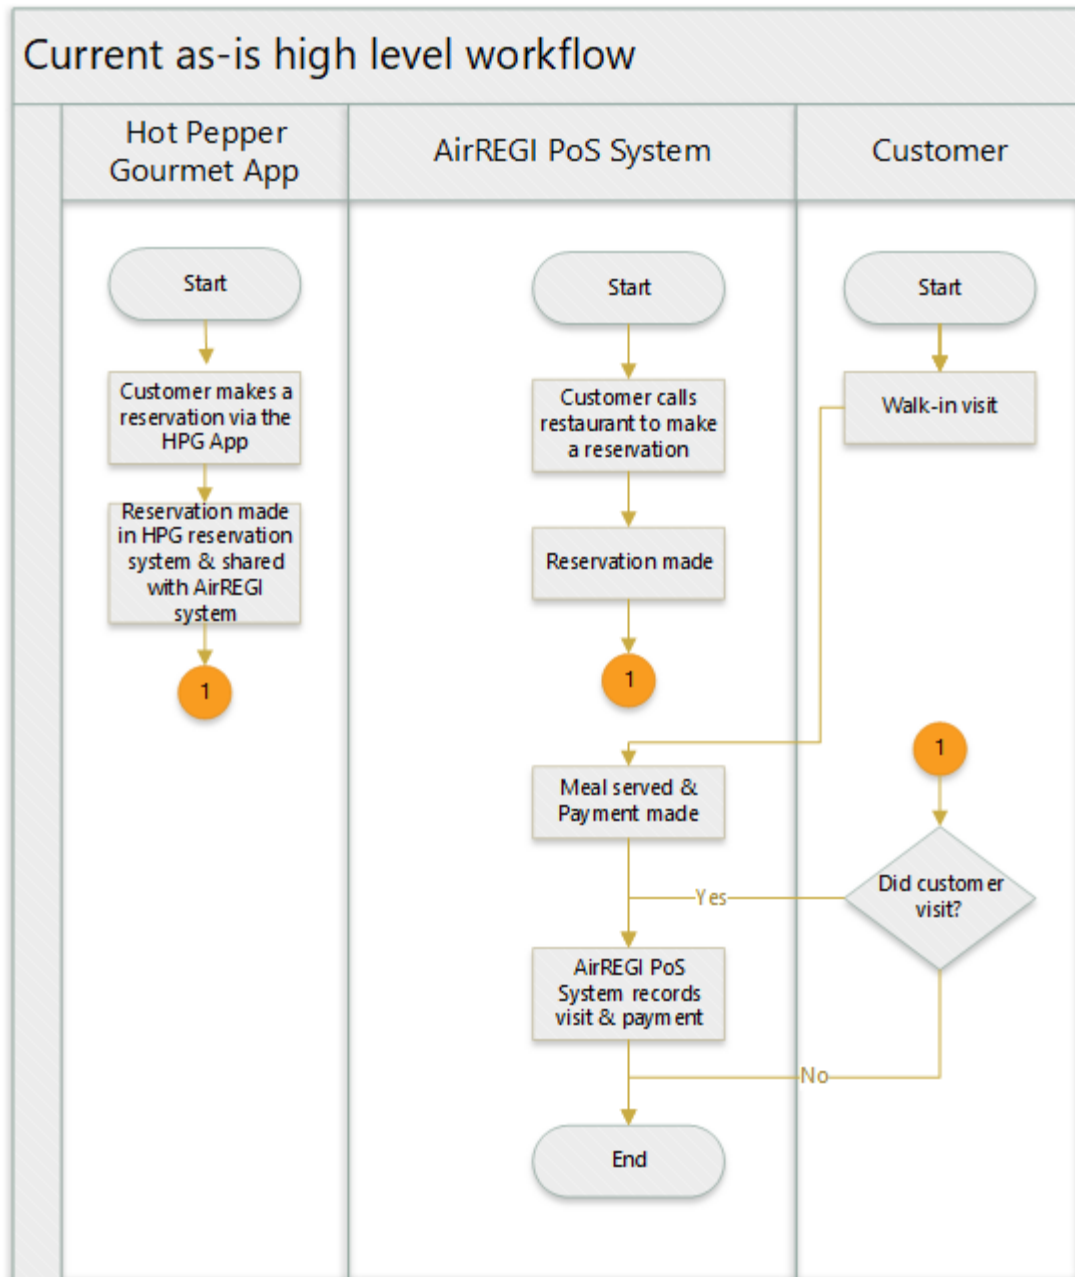 Current as-is high level workflow
Hot Pepper
Gourmet App
AirREGI PoS System
Customer
Start
Customer makes a
reservation via the
HPG App
Reservation made
in HPG reservation
system & shared
with AirREGI
system
1
Start
Customer calls
restaurant to make
a reservation
Reservation made
1
Meal served &
Payment made
AirREGI PoS
System records
visit & payment
End
Start
Walk-in visit
1
Did customer
visit?
Yes
No